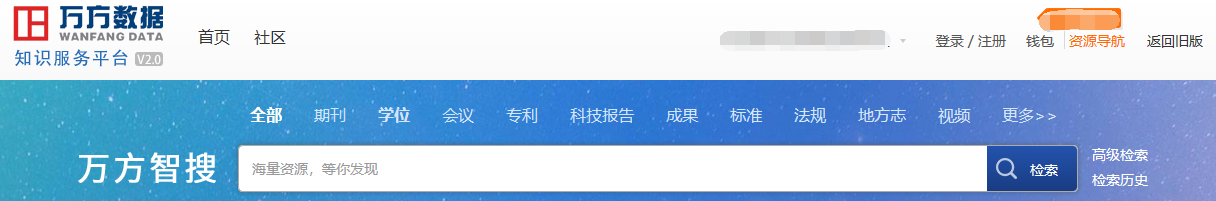 万方数据
WANFANG DATA
知识服务平台 V2.0
首页 社区
登录 / 注册 钱包 资源导航 返回旧版
全部 期刊 学位 会议 专利 科技报告 成果 标准 法规 地方志 视频 更多>>
万方智搜
海量资源，等你发现
检索
高级检索
检索历史